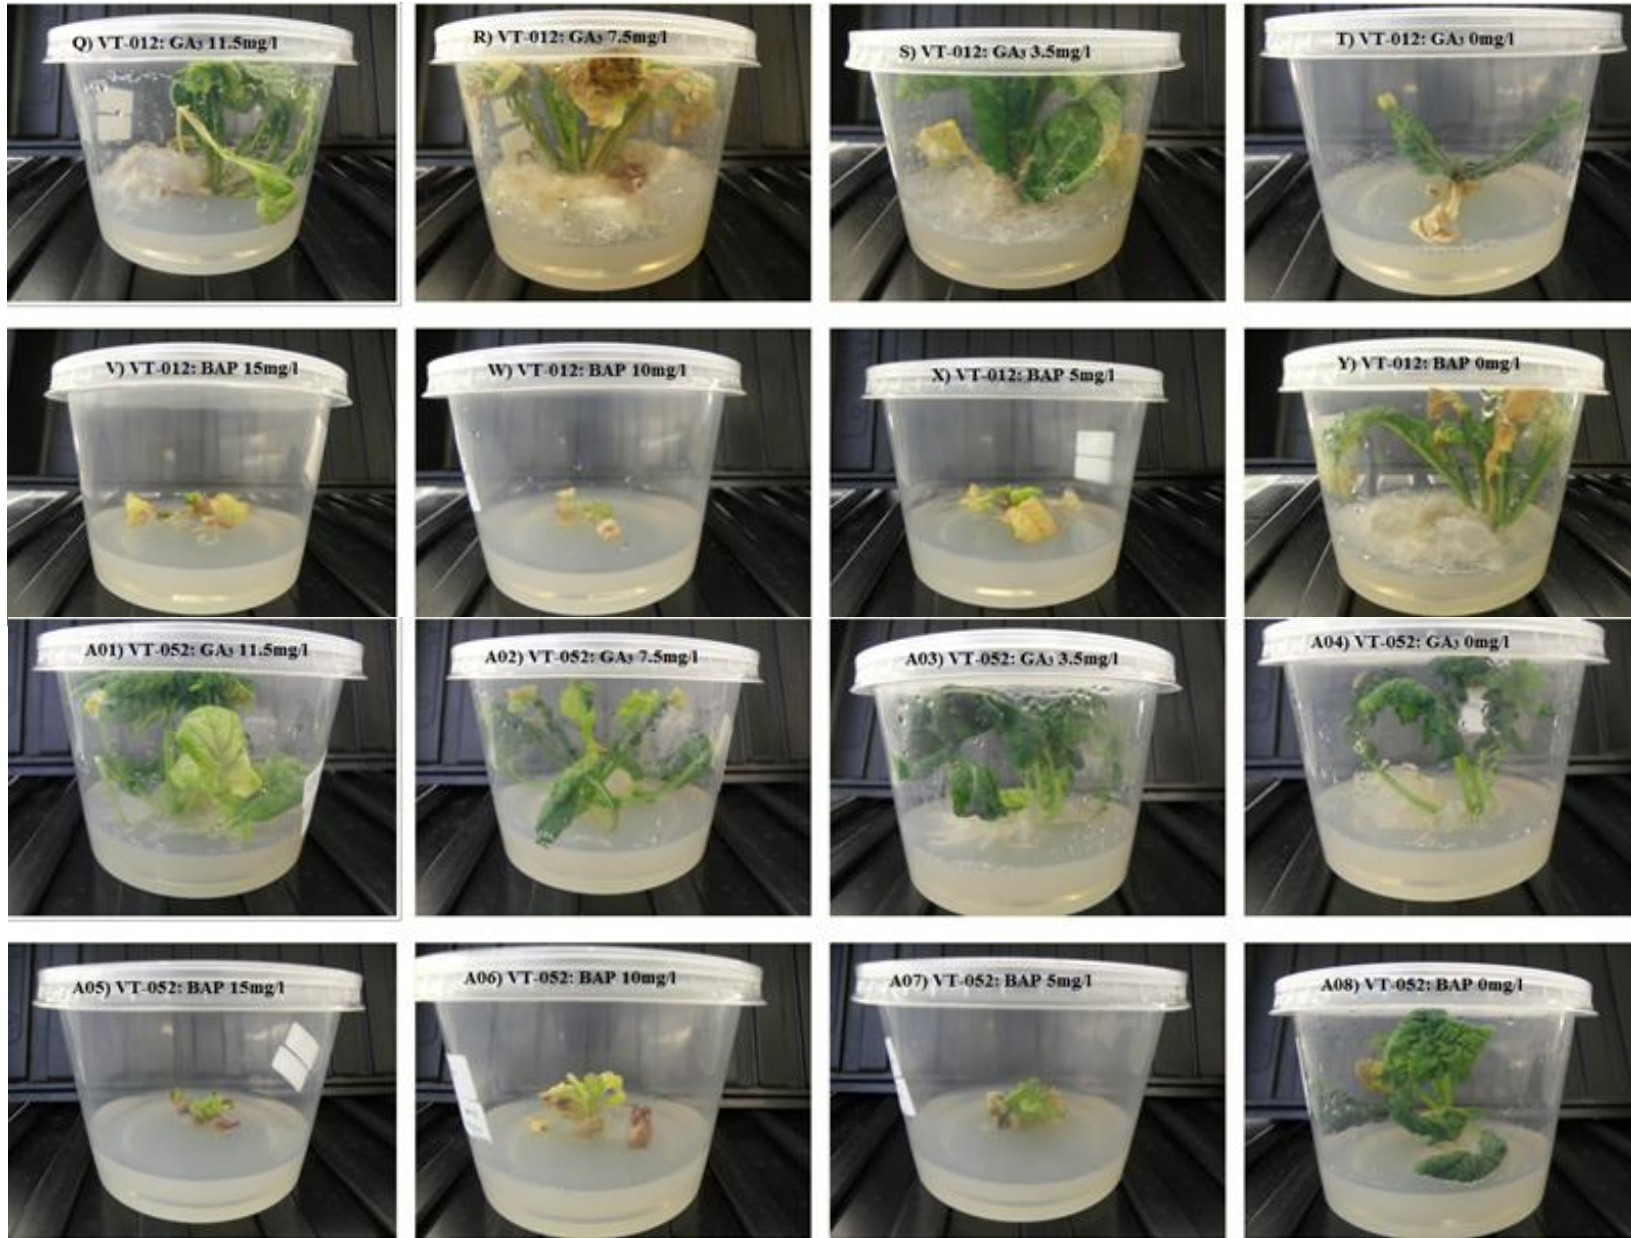 Q) VT-012: GA₃ 11.5mg/l
R) VT-012: GA₃ 7.5mg/l
S) VT-012: GA₃ 3.5mg/l
T) VT-012: GA₃ 0mg/l
V) VT-012: BAP 15mg/l
W) VT-012: BAP 10mg/l
X) VT-012: BAP 5mg/l
Y) VT-012: BAP 0mg/l
A01) VT-052: GA₃ 11.5mg/l
A02) VT-052: GA₃ 7.5mg/l
A03) VT-052: GA₃ 3.5mg/l
A04) VT-052: GA₃ 0mg/l
A05) VT-052: BAP 15mg/l
A06) VT-052: BAP 10mg/l
A07) VT-052: BAP 5mg/l
A08) VT-052: BAP 0mg/l